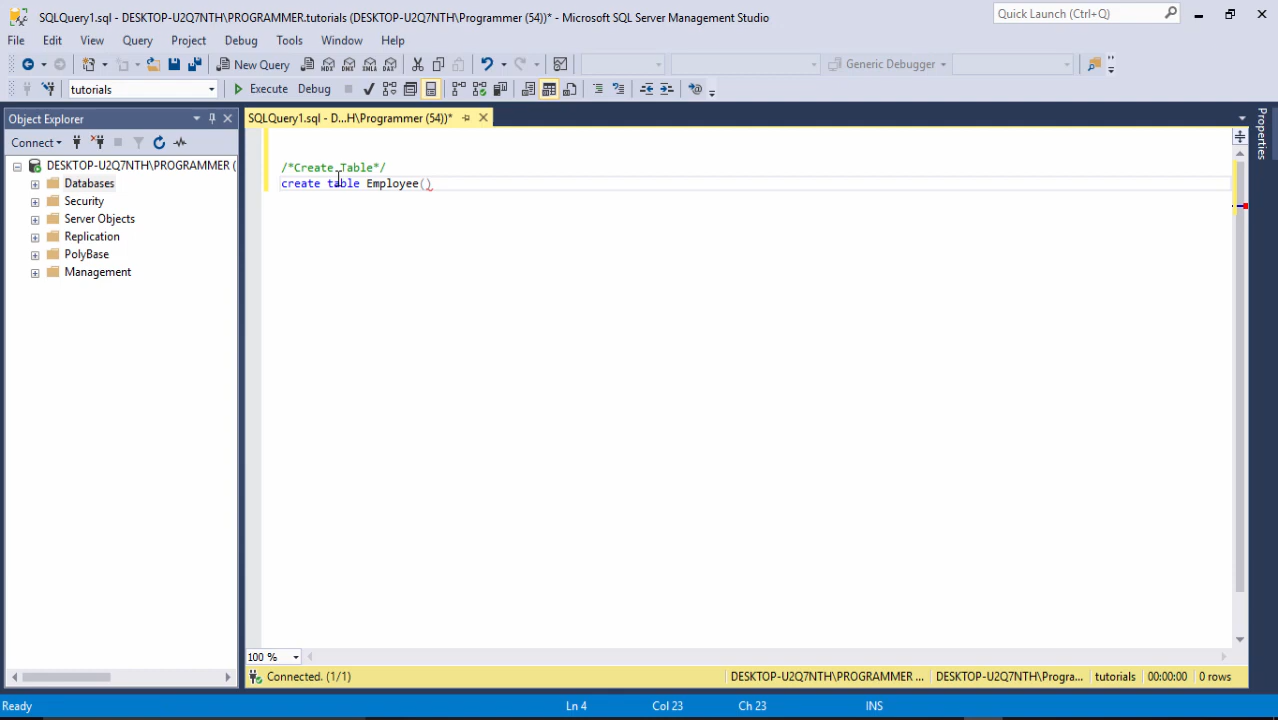 SQLQuery1.sql - DESKTOP-U2Q7NTH\PROGRAMMER.tutorials (DESKTOP-U2Q7NTH\Programmer (54))* - Microsoft SQL Server Management Studio
Quick Launch (Ctrl+Q)
File Edit View Query Project Debug Tools Window Help
New Query
MDX DMX XMLA DAX
Generic Debugger
tutorials
Execute Debug
Object Explorer
SQLQuery1.sql - D...H\Programmer (54))*
Properties
Connect
DESKTOP-U2Q7NTH\PROGRAMMER (
Databases
Security
Server Objects
Replication
PolyBase
Management
/*Create Table*/
create table Employee()
100 %
Connected. (1/1)
DESKTOP-U2Q7NTH\PROGRAMMER ...
DESKTOP-U2Q7NTH\Progra...
tutorials
00:00:00
0 rows
Ready
Ln 4
Col 23
Ch 23
INS